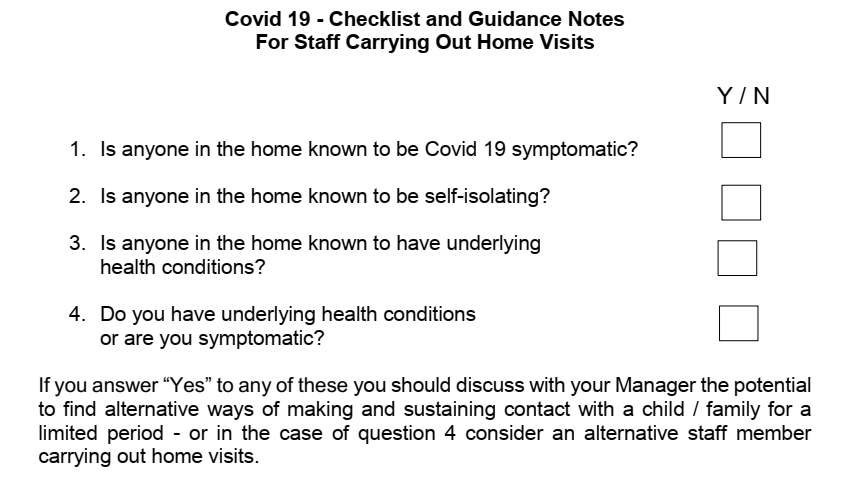 Covid 19 - Checklist and Guidance Notes
For Staff Carrying Out Home Visits
Y / N
1. Is anyone in the home known to be Covid 19 symptomatic?
2. Is anyone in the home known to be self-isolating?
3. Is anyone in the home known to have underlying
health conditions?
4. Do you have underlying health conditions
or are you symptomatic?
If you answer “Yes” to any of these you should discuss with your Manager the potential
to find alternative ways of making and sustaining contact with a child / family for a
limited period - or in the case of question 4 consider an alternative staff member
carrying out home visits.